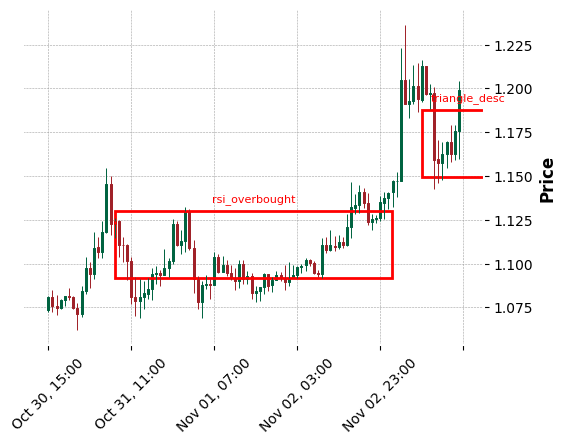 1.225
1.200
triangle_desc
1.175
1.150
rsi_overbought
1.125
1.100
1.075
Price
Oct 30, 15:00
Oct 31, 11:00
Nov 01, 07:00
Nov 02, 03:00
Nov 02, 23:00